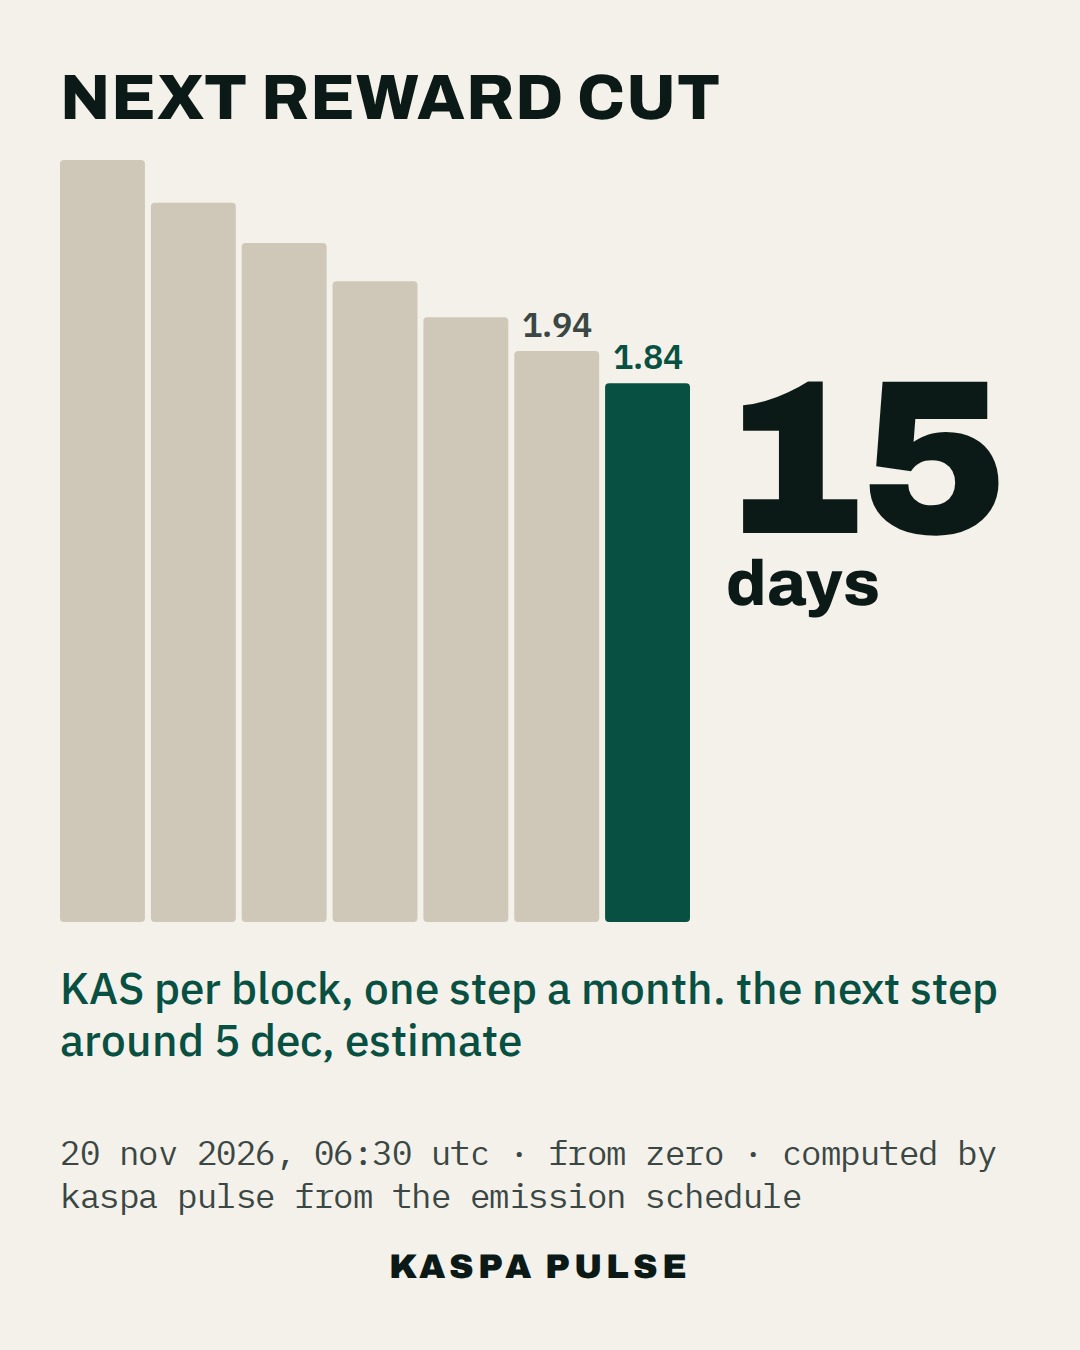 NEXT REWARD CUT
1.94
1.84
15
days
KAS per block, one step a month. the next step
around 5 dec, estimate
20 nov 2026, 06:30 utc · from zero · computed by
kaspa pulse from the emission schedule
KASPA PULSE